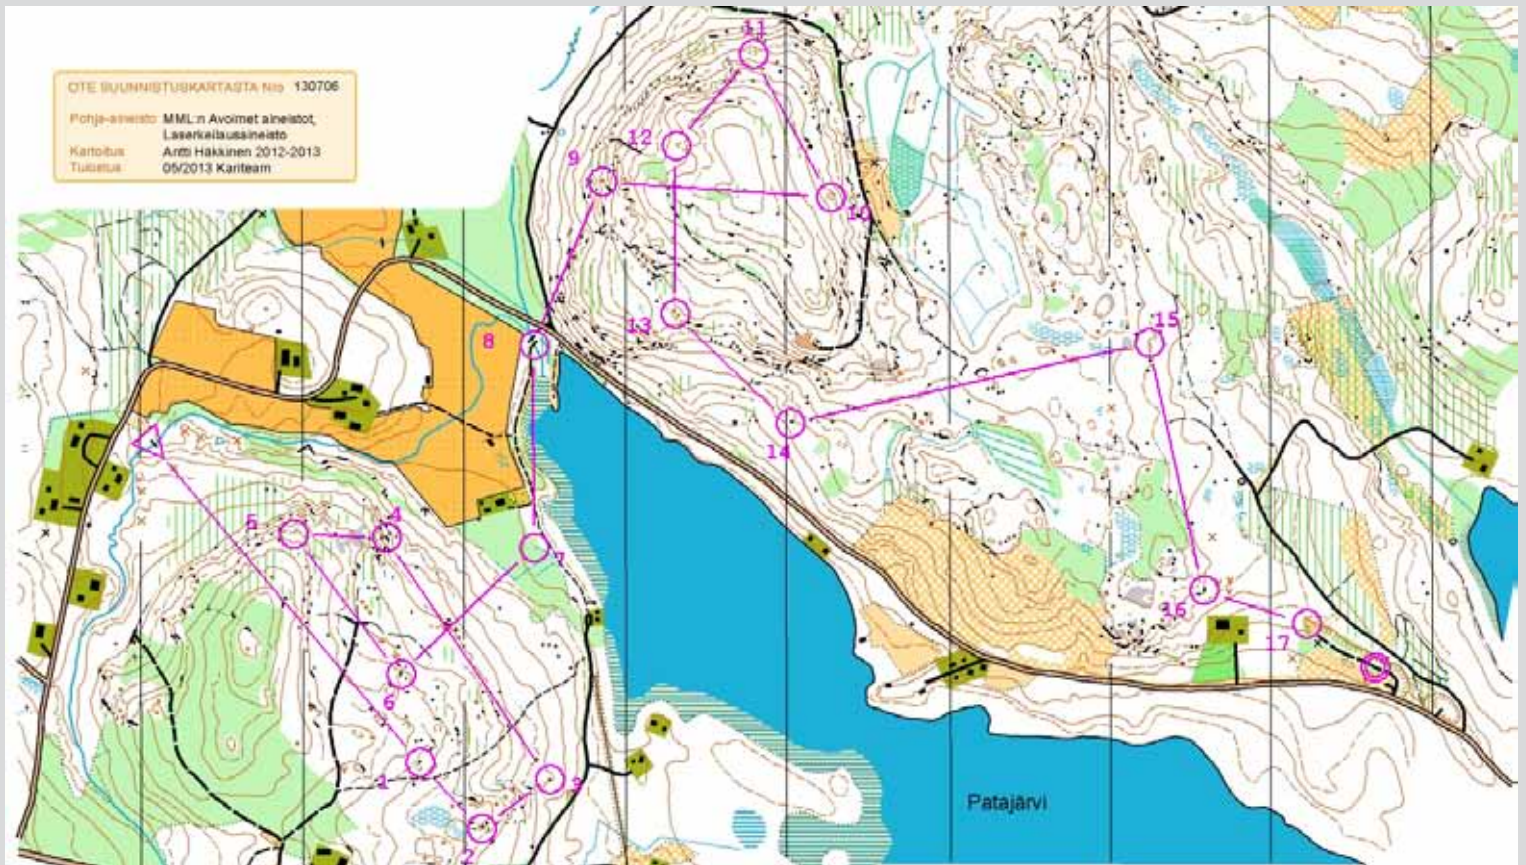 OTE SUUNNISTUSKARTASTA N:o 130706
Pohja-aineisto MML:n Avoimet aineistot,
Laserkeilausaineisto
Kartoitus Antti Häkkinen 2012-2013
Tulostus 05/2013 Kariteam
11
12
9
10
13
8
15
14
5
4
7
16
17
6
1
3
2
Patajärvi